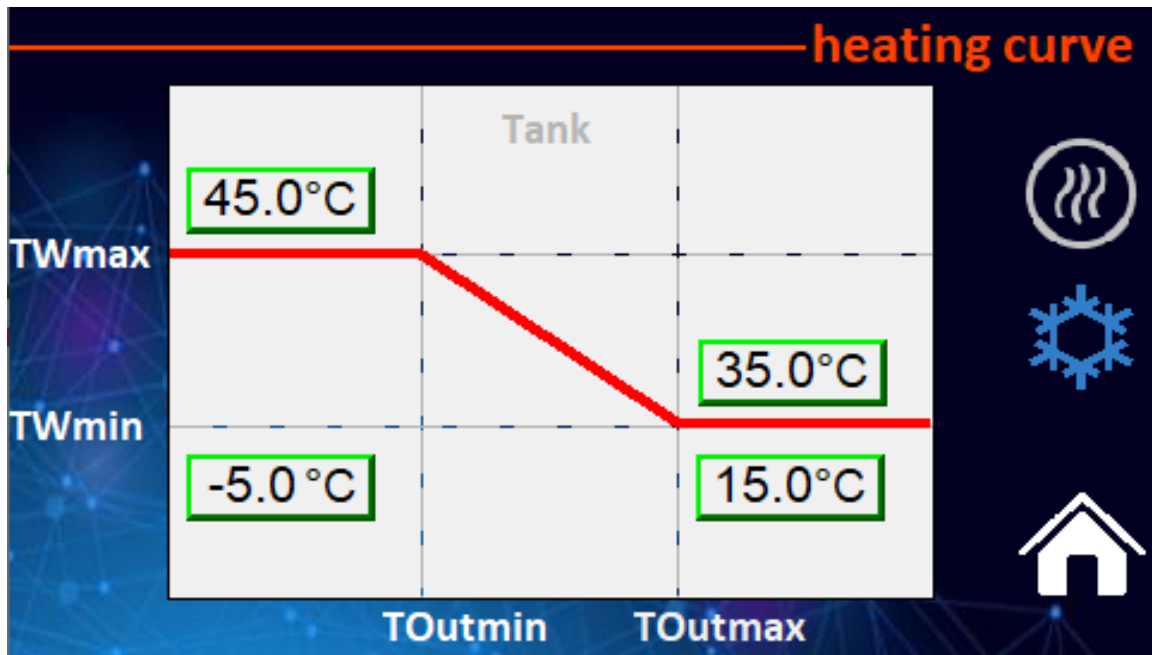 heating curve
Tank
45.0°C
TWmax
35.0°C
TWmin
-5.0°C
15.0°C
TOutmin
TOutmax